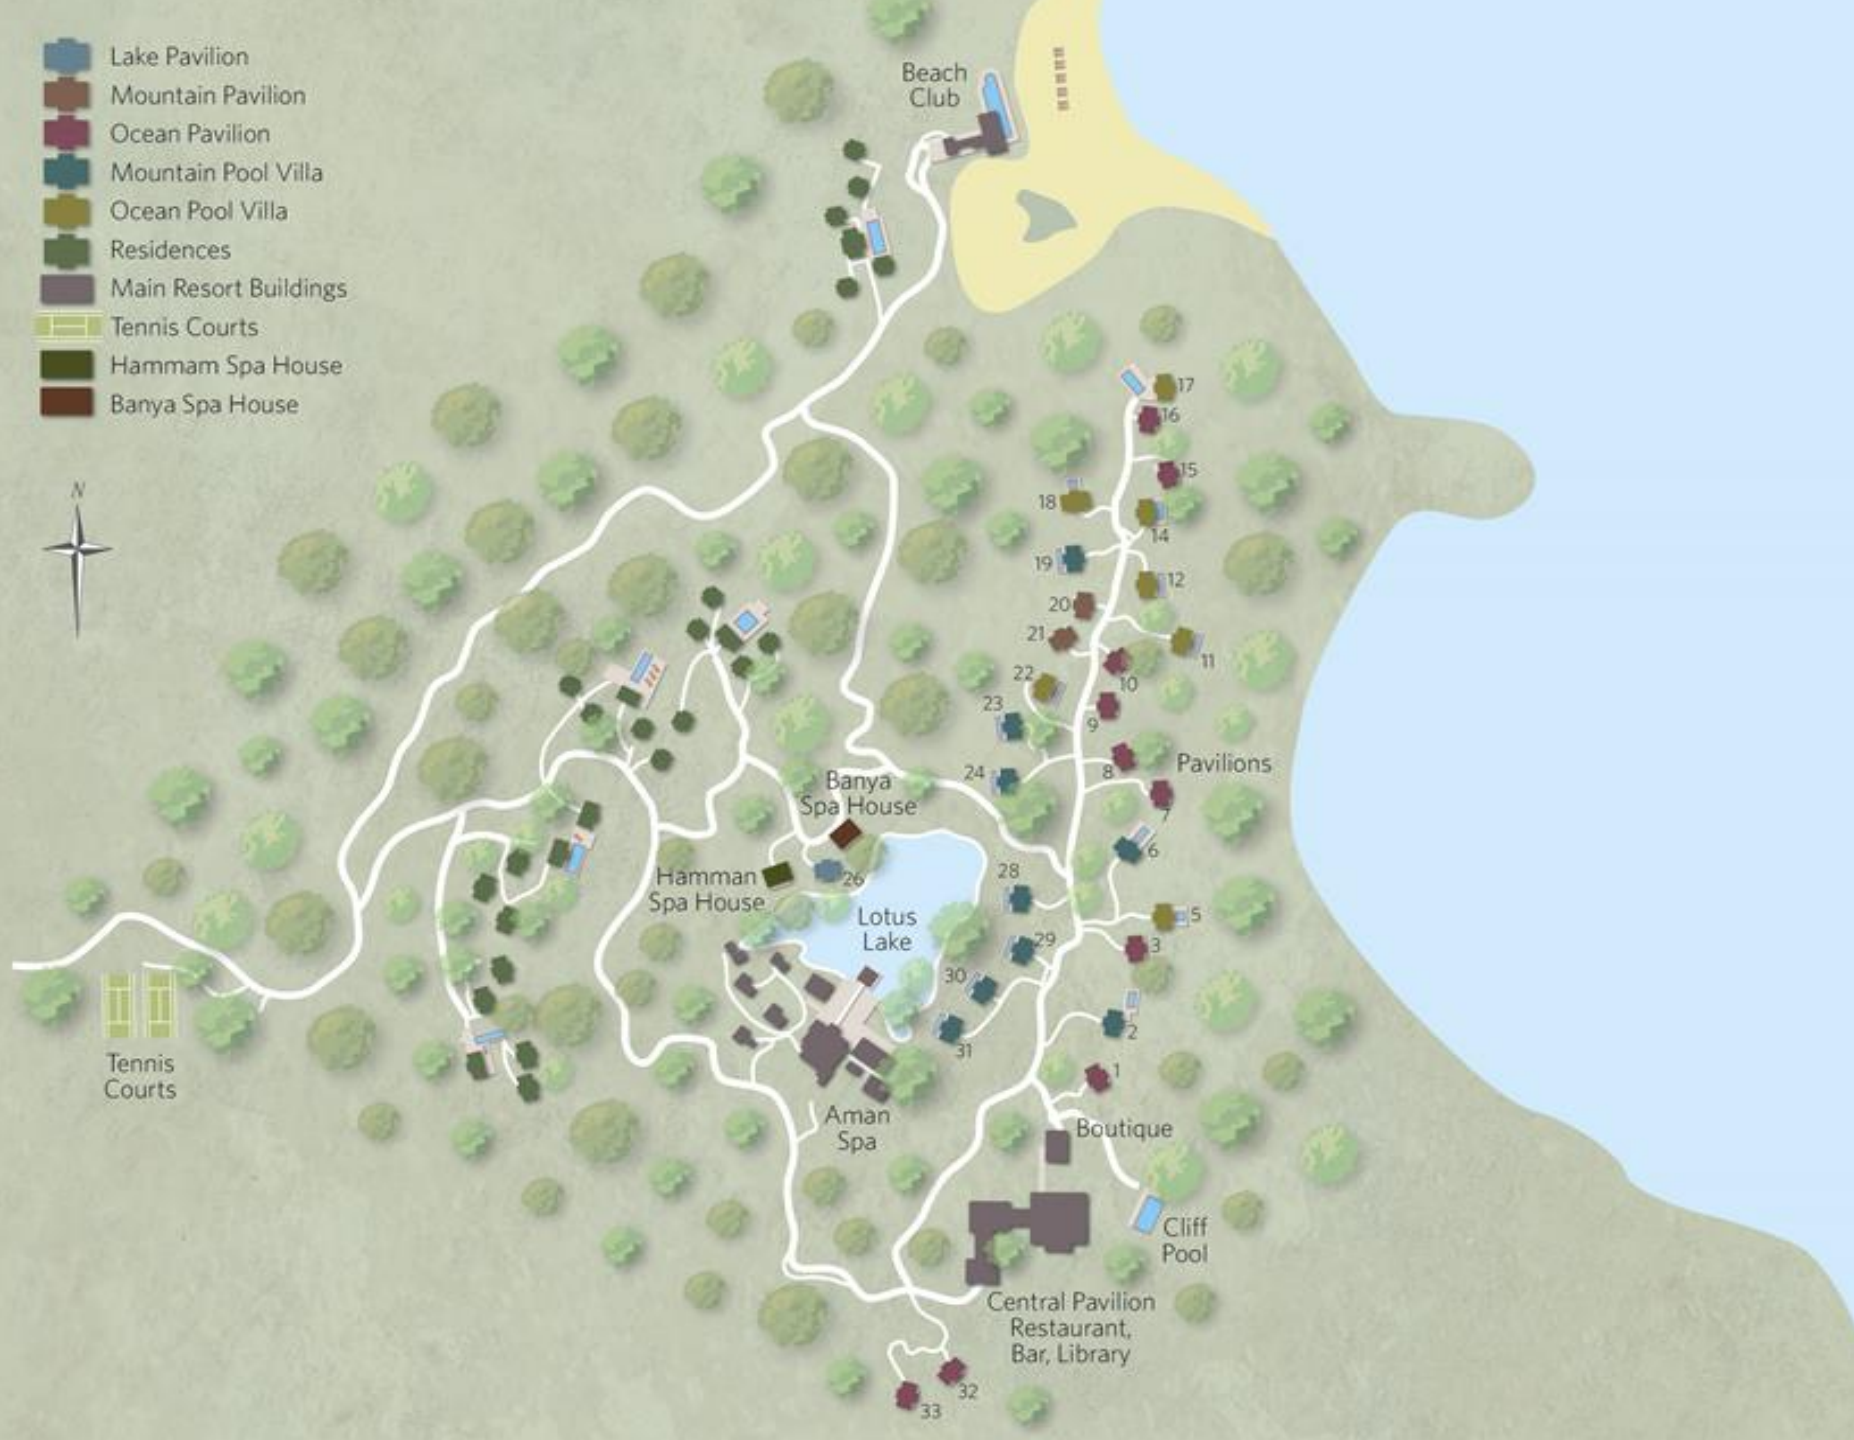 Lake Pavilion
Mountain Pavilion
Ocean Pavilion
Mountain Pool Villa
Ocean Pool Villa
Residences
Main Resort Buildings
Tennis Courts
Hammam Spa House
Banya Spa House
N
Beach
Club
17
16
15
18
14
19
12
20
21
11
10
22
23
9
Pavilions
8
24
7
Banya
Spa House
6
28
Hamman
Spa House
26
Lotus
Lake
5
29
3
30
2
31
Tennis
Courts
1
Aman
Spa
Boutique
Cliff
Pool
Central Pavilion
Restaurant,
Bar, Library
32
33